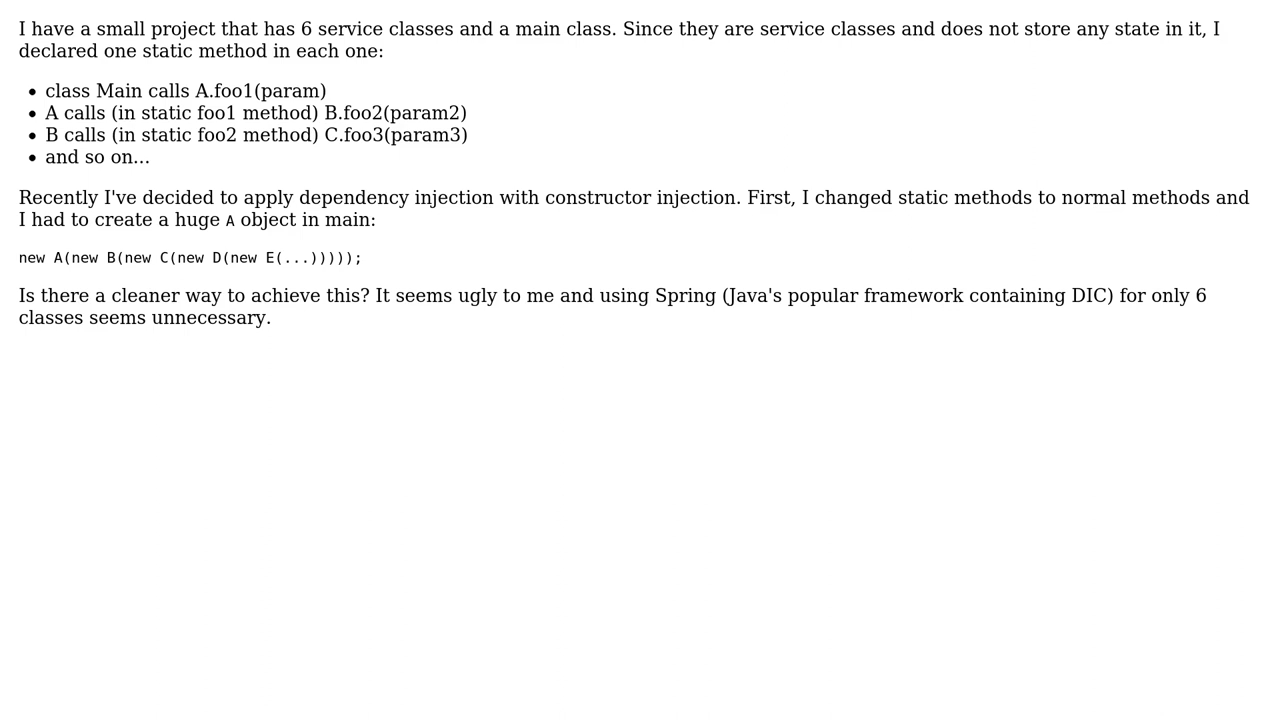 I have a small project that has 6 service classes and a main class. Since they are service classes and does not store any state in it, I
declared one static method in each one:
• class Main calls A.foo1(param)
• A calls (in static foo1 method) B.foo2(param2)
• B calls (in static foo2 method) C.foo3(param3)
• and so on...
Recently I've decided to apply dependency injection with constructor injection. First, I changed static methods to normal methods and
I had to create a huge A object in main:
new A(new B(new C(new D(new E(...)))));
Is there a cleaner way to achieve this? It seems ugly to me and using Spring (Java's popular framework containing DIC) for only 6
classes seems unnecessary.